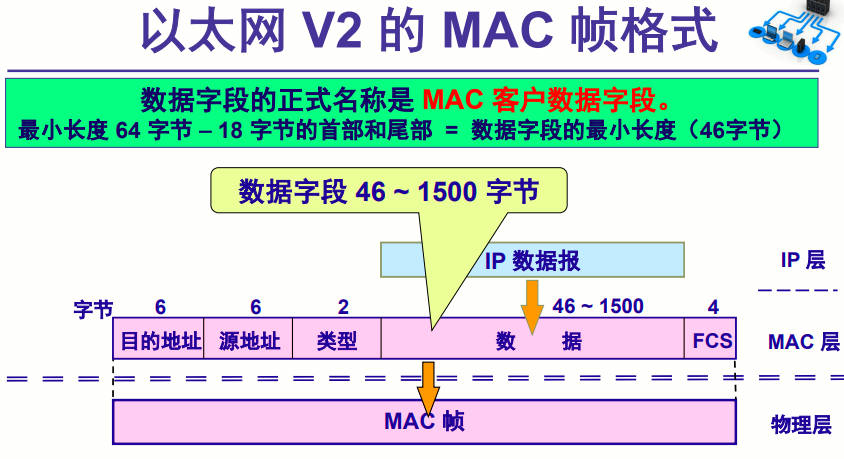 以太网 V2 的 MAC 帧格式
数据字段的正式名称是 MAC 客户数据字段。
最小长度 64 字节 – 18 字节的首部和尾部 = 数据字段的最小长度（46字节）
数据字段 46 ~ 1500 字节
IP 数据报
IP 层
字节 6 6 2 46 ~ 1500 4
目的地址 源地址 类型 数 据 FCS MAC 层
MAC 帧
物理层